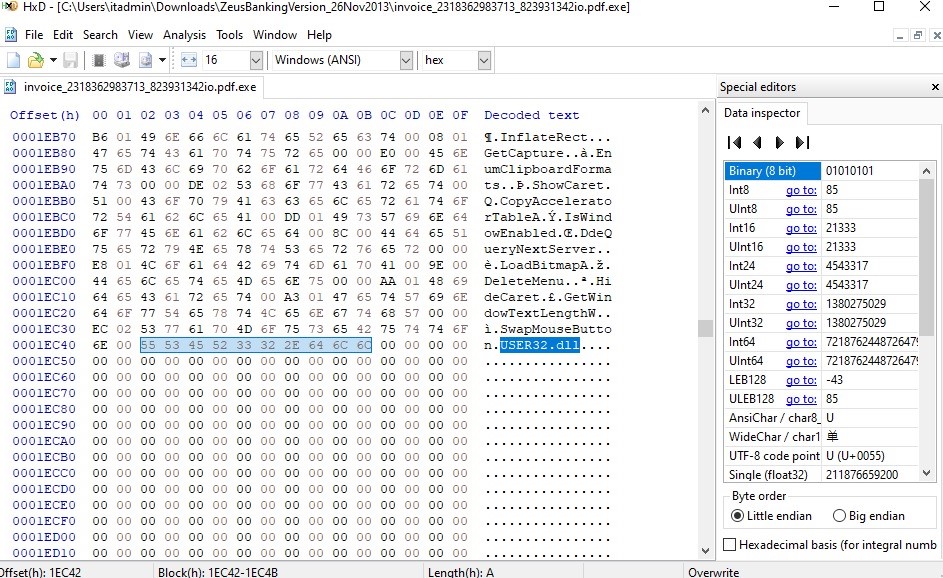 HxD - [C:\Users\itadmin\Downloads\ZeusBankingVersion_26Nov2013\invoice_2318362983713_823931342io.pdf.exe]
File Edit Search View Analysis Tools Window Help
16 Windows (ANSI) hex
invoice_2318362983713_823931342io.pdf.exe
Offset(h) 00 01 02 03 04 05 06 07 08 09 0A 0B 0C 0D 0E 0F Decoded text
0001EB70 B6 01 49 6E 66 6C 61 74 65 52 65 63 74 00 08 01 ¶.InflateRect...
0001EB80 47 65 74 43 61 70 74 75 72 65 00 00 E0 00 45 6E GetCapture..à.En
0001EB90 75 6D 43 6C 69 70 62 6F 61 72 64 46 6F 72 6D 61 umClipboardForma
0001EBA0 74 73 00 00 DE 02 53 68 6F 77 43 61 72 65 74 00 ts..Þ.ShowCaret.
0001EBB0 51 00 43 6F 70 79 41 63 63 65 6C 65 72 61 74 6F Q.CopyAccelerato
0001EBC0 72 54 61 62 6C 65 41 00 DD 01 49 73 57 69 6E 64 rTableA.Ý.IsWind
0001EBD0 6F 77 45 6E 61 62 6C 65 64 00 8C 00 44 64 65 51 owEnabled.Œ.DdeQ
0001EBE0 75 65 72 79 4E 65 78 74 53 65 72 76 65 72 00 00 ueryNextServer..
0001EBF0 E8 01 4C 6F 61 64 42 69 74 6D 61 70 41 00 9E 00 è.LoadBitmapA.ž.
0001EC00 44 65 6C 65 74 65 4D 65 6E 75 00 00 AA 01 48 69 DeleteMenu..ª.Hi
0001EC10 64 65 43 61 72 65 74 00 A3 01 47 65 74 57 69 6E deCaret.£.GetWin
0001EC20 64 6F 77 54 65 78 74 4C 65 6E 67 74 68 57 00 00 dowTextLengthW..
0001EC30 EC 02 53 77 61 70 4D 6F 75 73 65 42 75 74 74 6F ì.SwapMouseButto
0001EC40 6E 00 55 53 45 52 33 32 2E 64 6C 6C 00 00 00 00 n.USER32.dll....
0001EC50 00 00 00 00 00 00 00 00 00 00 00 00 00 00 00 00 ................
0001EC60 00 00 00 00 00 00 00 00 00 00 00 00 00 00 00 00 ................
0001EC70 00 00 00 00 00 00 00 00 00 00 00 00 00 00 00 00 ................
0001EC80 00 00 00 00 00 00 00 00 00 00 00 00 00 00 00 00 ................
0001EC90 00 00 00 00 00 00 00 00 00 00 00 00 00 00 00 00 ................
0001ECA0 00 00 00 00 00 00 00 00 00 00 00 00 00 00 00 00 ................
0001ECB0 00 00 00 00 00 00 00 00 00 00 00 00 00 00 00 00 ................
0001ECC0 00 00 00 00 00 00 00 00 00 00 00 00 00 00 00 00 ................
0001ECD0 00 00 00 00 00 00 00 00 00 00 00 00 00 00 00 00 ................
0001ECE0 00 00 00 00 00 00 00 00 00 00 00 00 00 00 00 00 ................
0001ECF0 00 00 00 00 00 00 00 00 00 00 00 00 00 00 00 00 ................
0001ED00 00 00 00 00 00 00 00 00 00 00 00 00 00 00 00 00 ................
0001ED10 00 00 00 00 00 00 00 00 00 00 00 00 00 00 00 00 ................
Special editors
Data inspector
Binary (8 bit) 01010101
Int8 go to: 85
UInt8 go to: 85
Int16 go to: 21333
UInt16 go to: 21333
Int24 go to: 4543317
UInt24 go to: 4543317
Int32 go to: 1380275029
UInt32 go to: 1380275029
Int64 go to: 7218762448726479
UInt64 go to: 7218762448726479
LEB128 go to: -43
ULEB128 go to: 85
AnsiChar / char8_ U
WideChar / char1 单
UTF-8 code point U (U+0055)
Single (float32) 211876659200
Byte order
Little endian Big endian
Hexadecimal basis (for integral numb
Offset(h): 1EC42 Block(h): 1EC42-1EC4B Length(h): A Overwrite